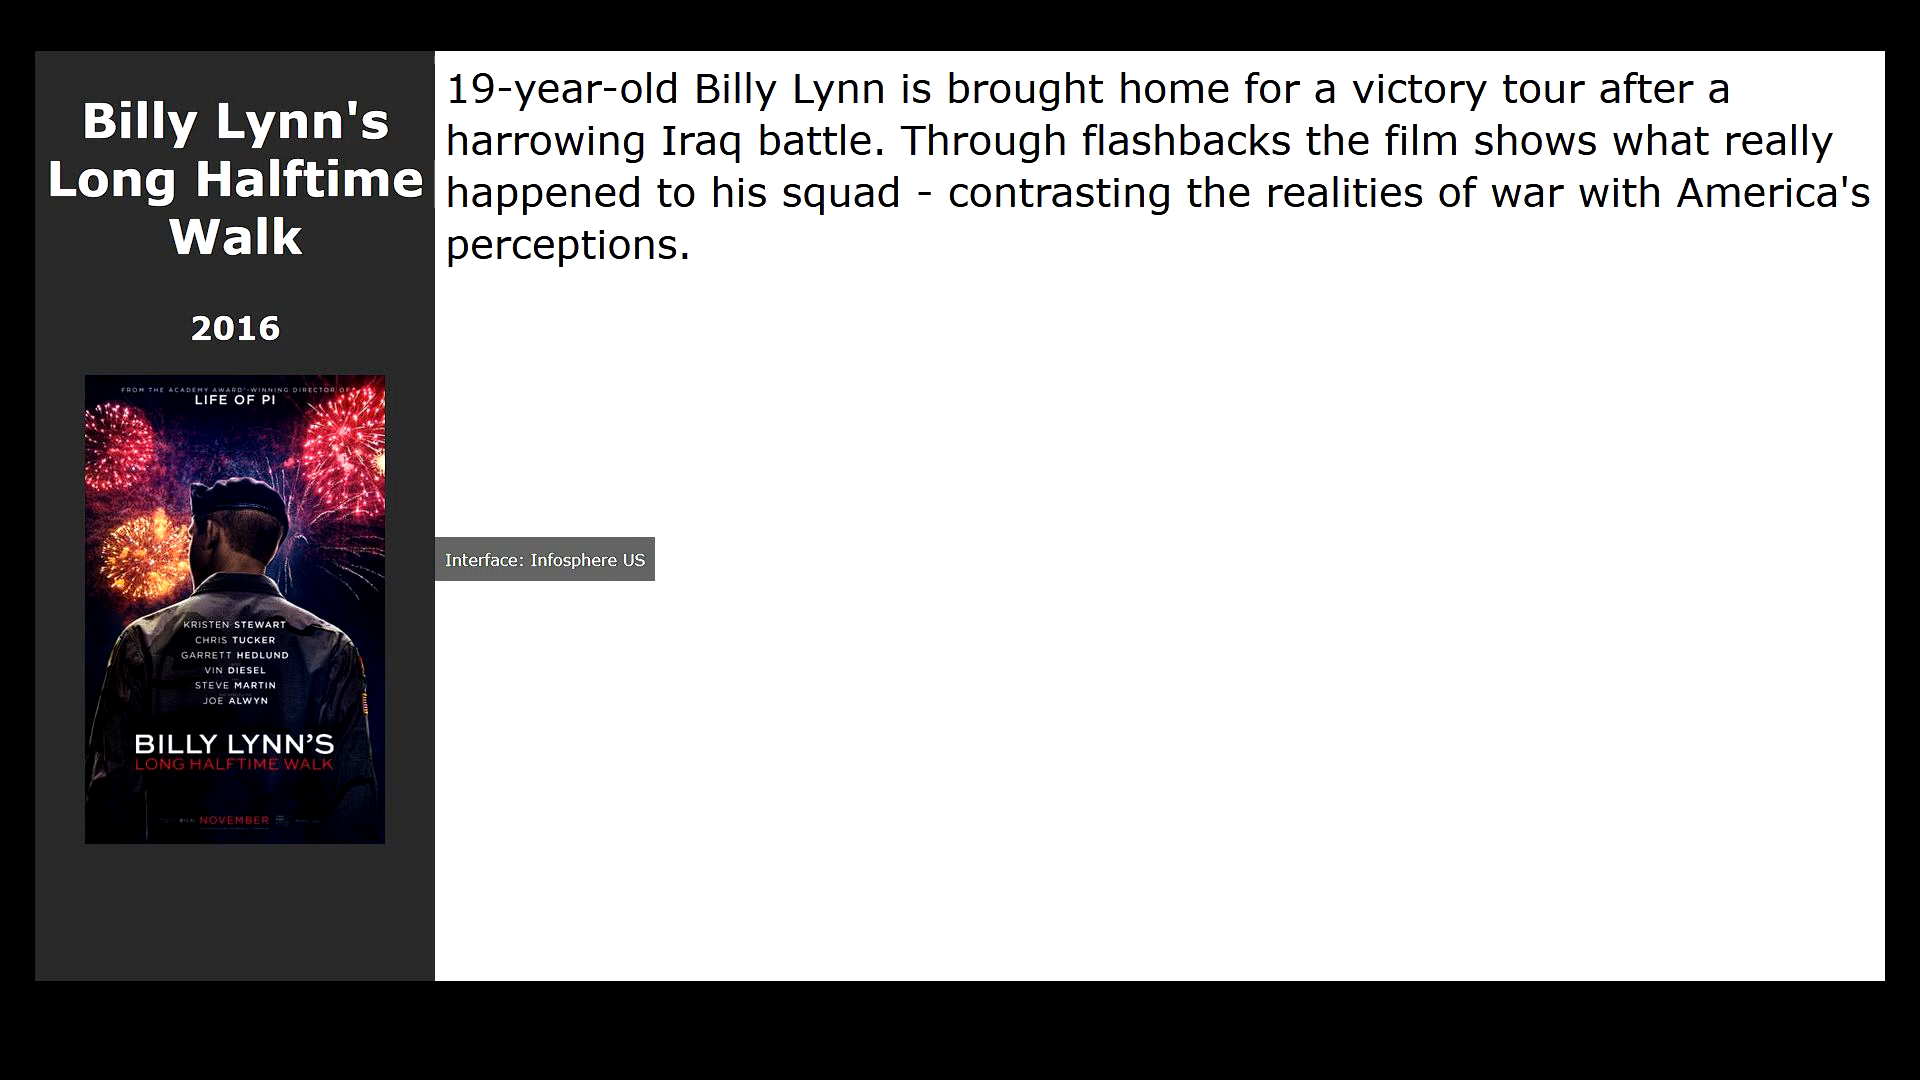 Billy Lynn's
Long Halftime
Walk
2016
FROM THE ACADEMY AWARD®-WINNING DIRECTOR OF
LIFE OF PI
KRISTEN STEWART
CHRIS TUCKER
GARRETT HEDLUND
VIN DIESEL
STEVE MARTIN
JOE ALWYN
BILLY LYNN'S
LONG HALFTIME WALK
NOVEMBER
19-year-old Billy Lynn is brought home for a victory tour after a
harrowing Iraq battle. Through flashbacks the film shows what really
happened to his squad - contrasting the realities of war with America's
perceptions.
Interface: Infosphere US